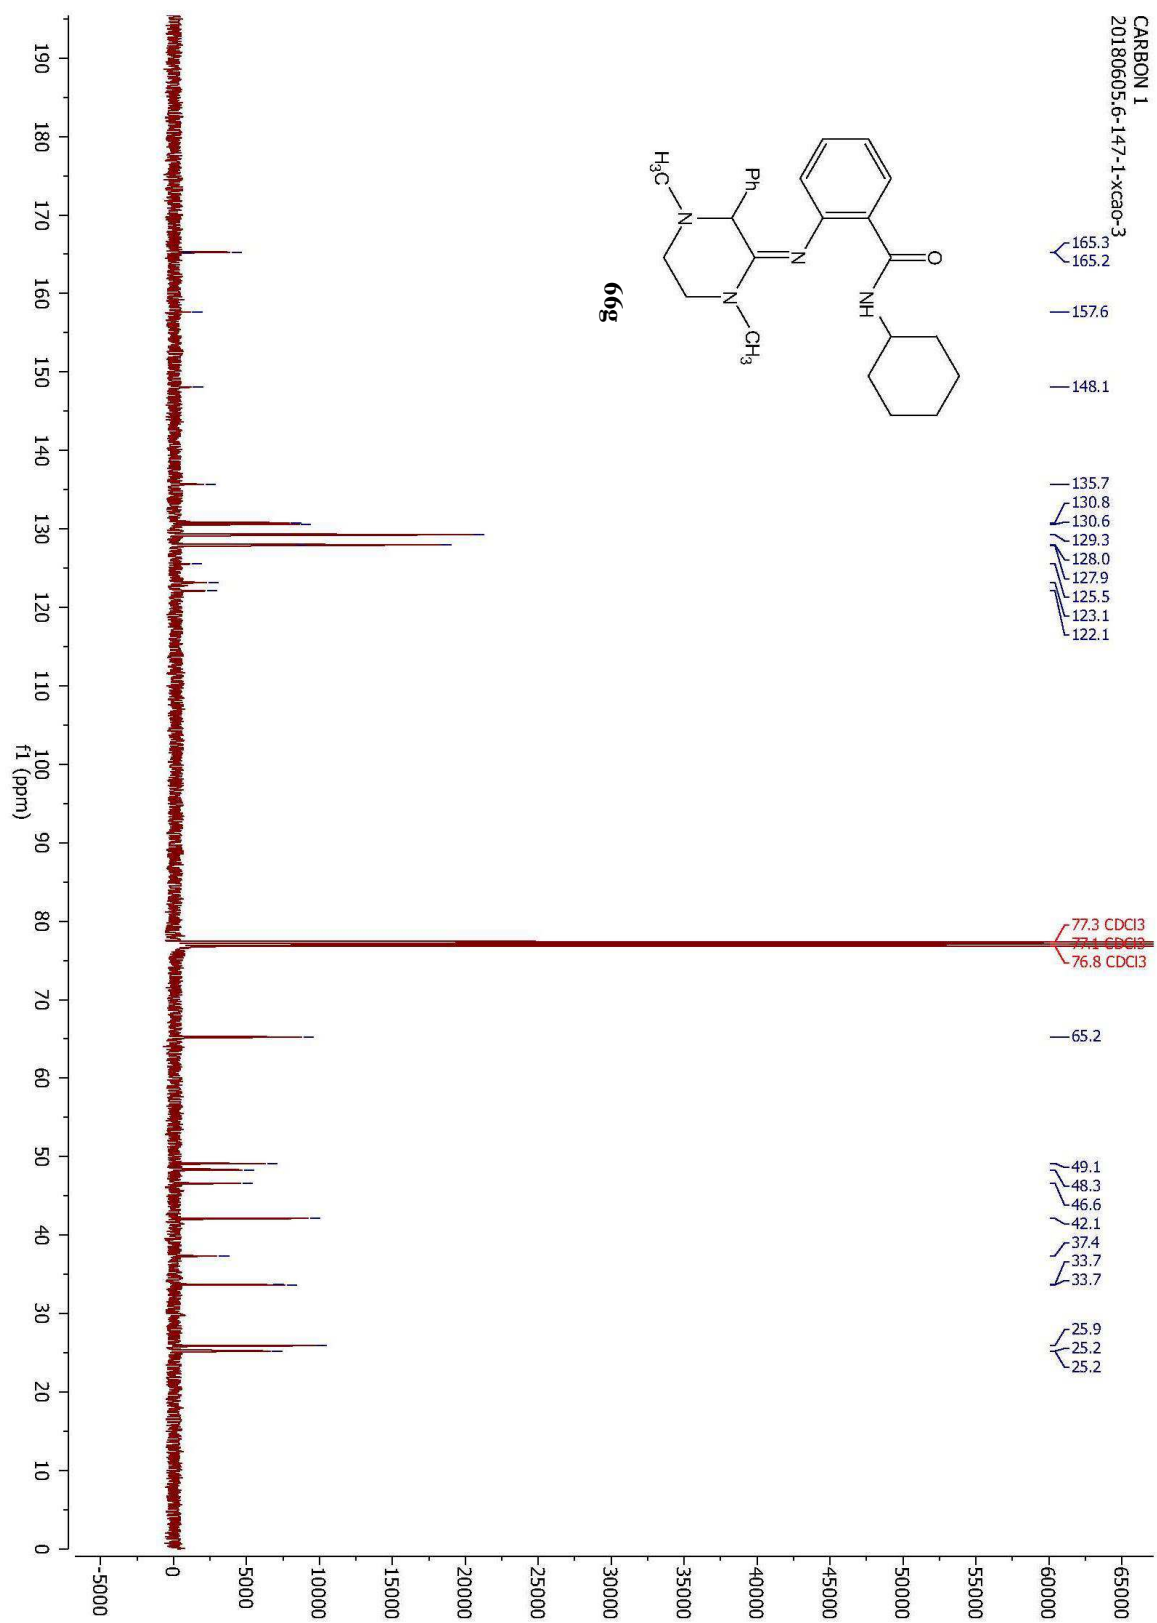 CARBON 1
20180605.6-147-1-xcao-3
165.3
165.2
157.6
148.1
135.7
130.8
130.6
129.3
128.0
127.9
125.5
123.1
122.1
77.3 CDCl3
77.1 CDCl3
76.8 CDCl3
65.2
49.1
48.3
46.6
42.1
37.4
33.7
33.7
25.9
25.2
25.2
O
NH
N
Ph
N
CH3
N
H3C
66g
65000
60000
55000
50000
45000
40000
35000
30000
25000
20000
15000
10000
5000
0
-5000
190 180 170 160 150 140 130 120 110 100 90 80 70 60 50 40 30 20 10 0
f1 (ppm)